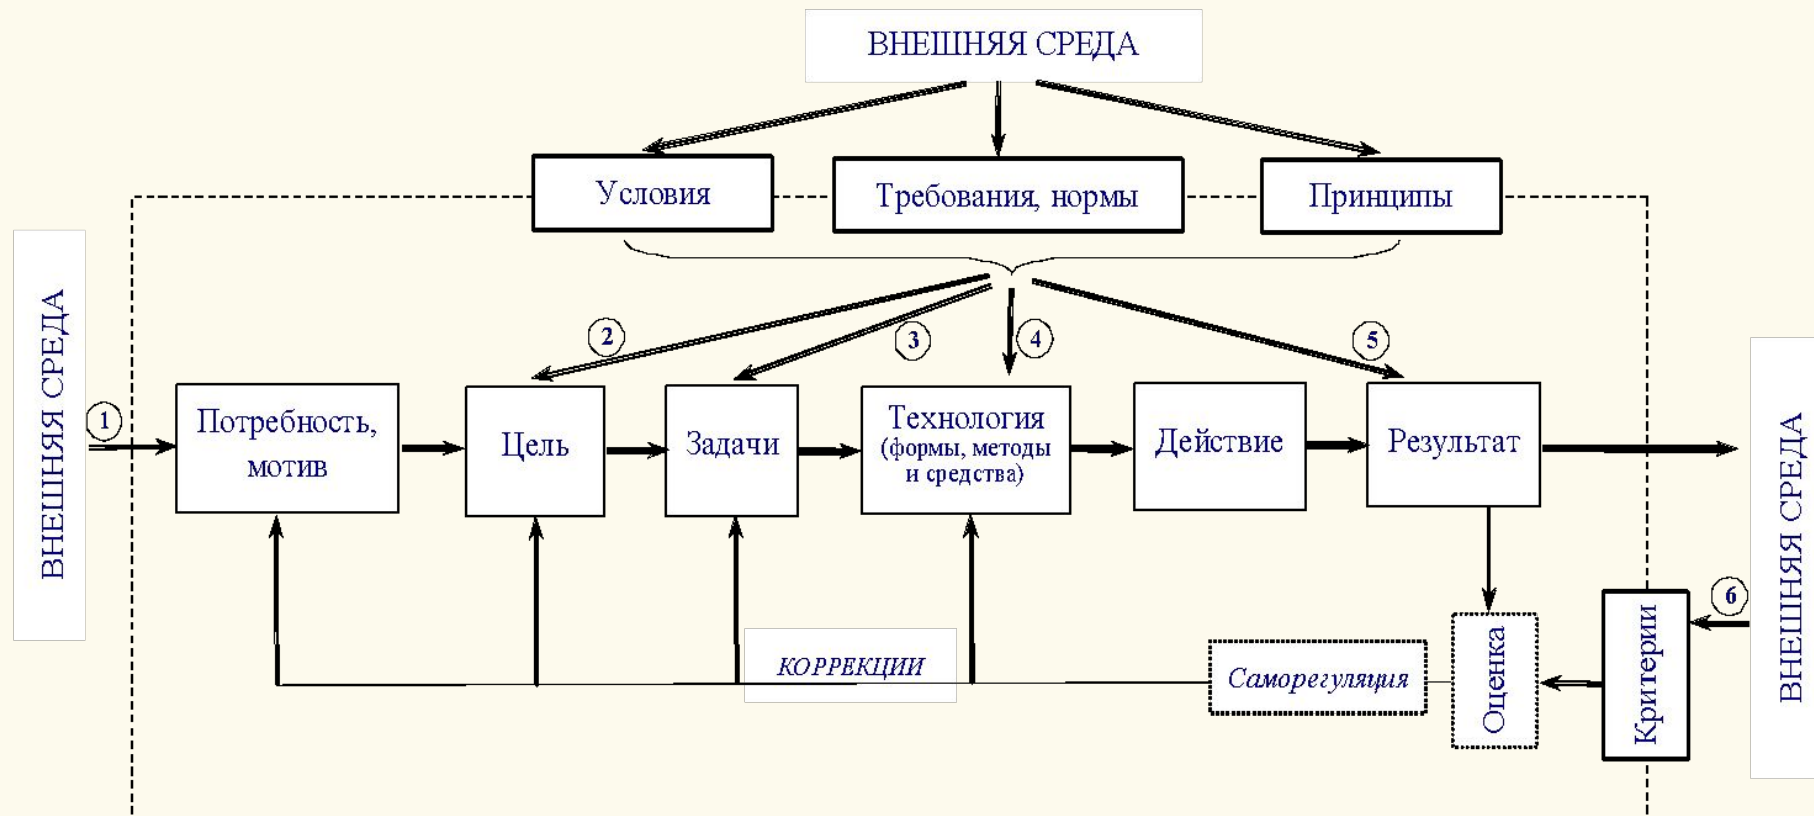 ВНЕШНЯЯ СРЕДА
Условия
Требования, нормы
Принципы
ВНЕШНЯЯ СРЕДА
1
2
3
4
5
Потребность,
мотив
Цель
Задачи
Технология
(формы, методы
и средства)
Действие
Результат
ВНЕШНЯЯ СРЕДА
6
КОРРЕКЦИИ
Саморегуляция
Оценка
Критерии